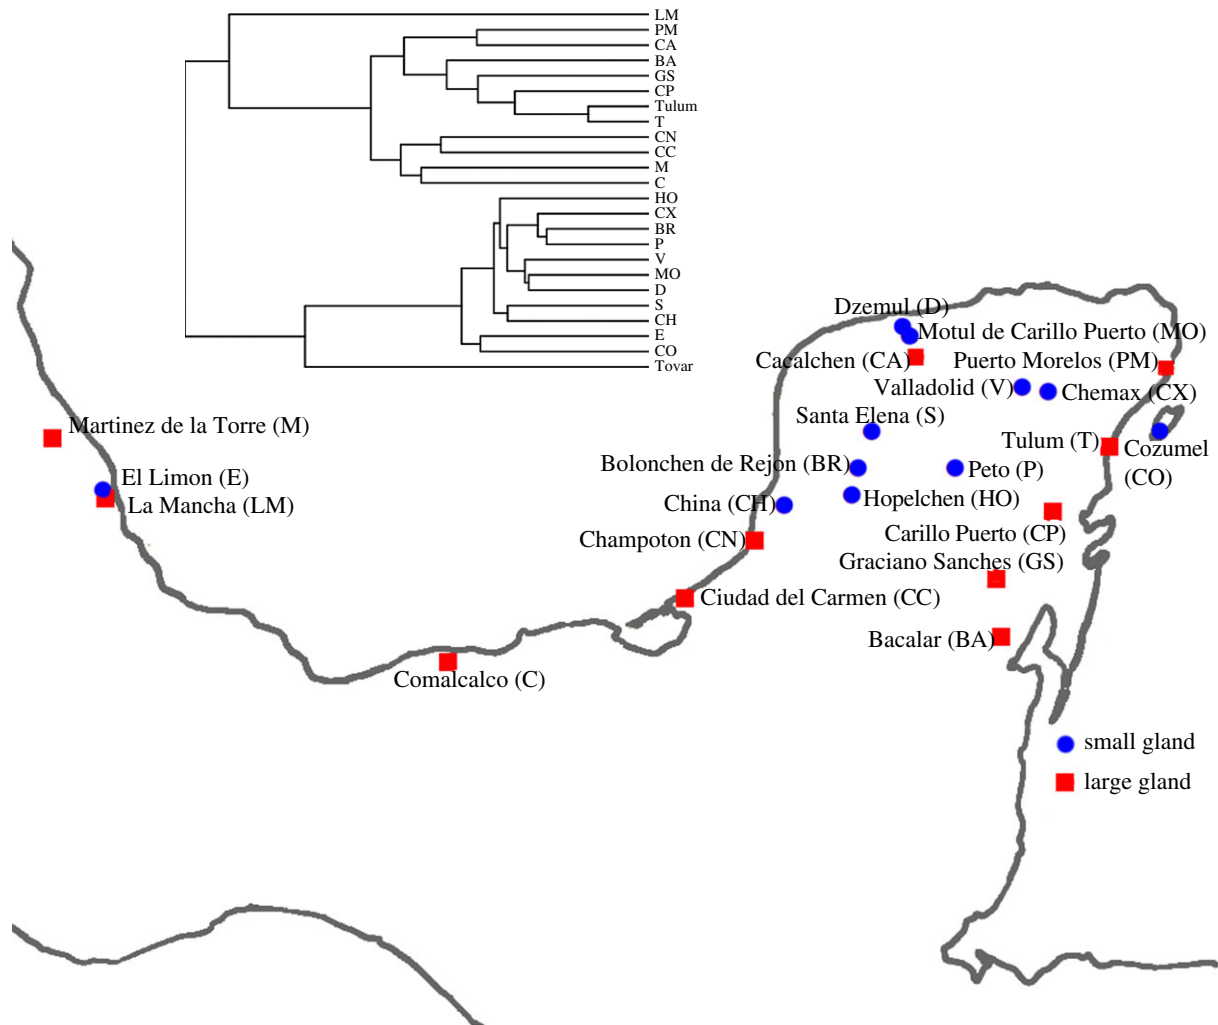 LM
PM
CA
BA
GS
CP
Tulum
T
CN
CC
M
C
HO
CX
BR
P
V
MO
D
S
CH
E
CO
Tovar
Dzemul (D)
Motul de Carillo Puerto (MO)
Cacalchen (CA)
Puerto Morelos (PM)
Valladolid (V)
Chemax (CX)
Santa Elena (S)
Martinez de la Torre (M)
Tulum (T)
Cozumel
(CO)
Bolonchen de Rejon (BR)
Peto (P)
El Limon (E)
La Mancha (LM)
China (CH)
Hopelchen (HO)
Carillo Puerto (CP)
Champoton (CN)
Graciano Sanches (GS)
Ciudad del Carmen (CC)
Bacalar (BA)
Comalcalco (C)
small gland
large gland